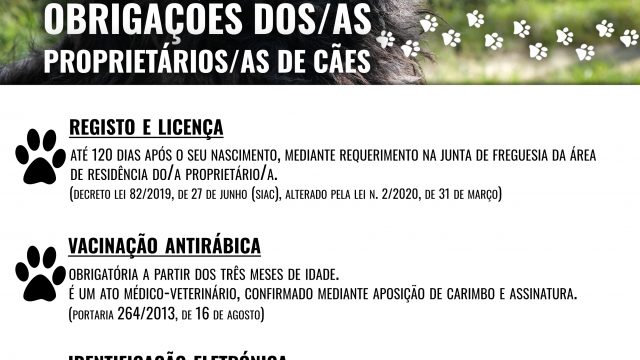 OBRIGAÇÕES DOS/AS
PROPRIETÁRIOS/AS DE CÃES
REGISTO E LICENÇA
ATÉ 120 DIAS APÓS O SEU NASCIMENTO, MEDIANTE REQUERIMENTO NA JUNTA DE FREGUESIA DA ÁREA
DE RESIDÊNCIA DO/A PROPRIETÁRIO/A.
(DECRETO LEI 82/2019, DE 27 DE JUNHO (SIAC), ALTERADO PELA LEI N. 2/2020, DE 31 DE MARÇO)
VACINAÇÃO ANTIRÁBICA
OBRIGATÓRIA A PARTIR DOS TRÊS MESES DE IDADE.
É UM ATO MÉDICO-VETERINÁRIO, CONFIRMADO MEDIANTE APOSIÇÃO DE CARIMBO E ASSINATURA.
(PORTARIA 264/2013, DE 16 DE AGOSTO)
IDENTIFICAÇÃO ELETRÓNICA